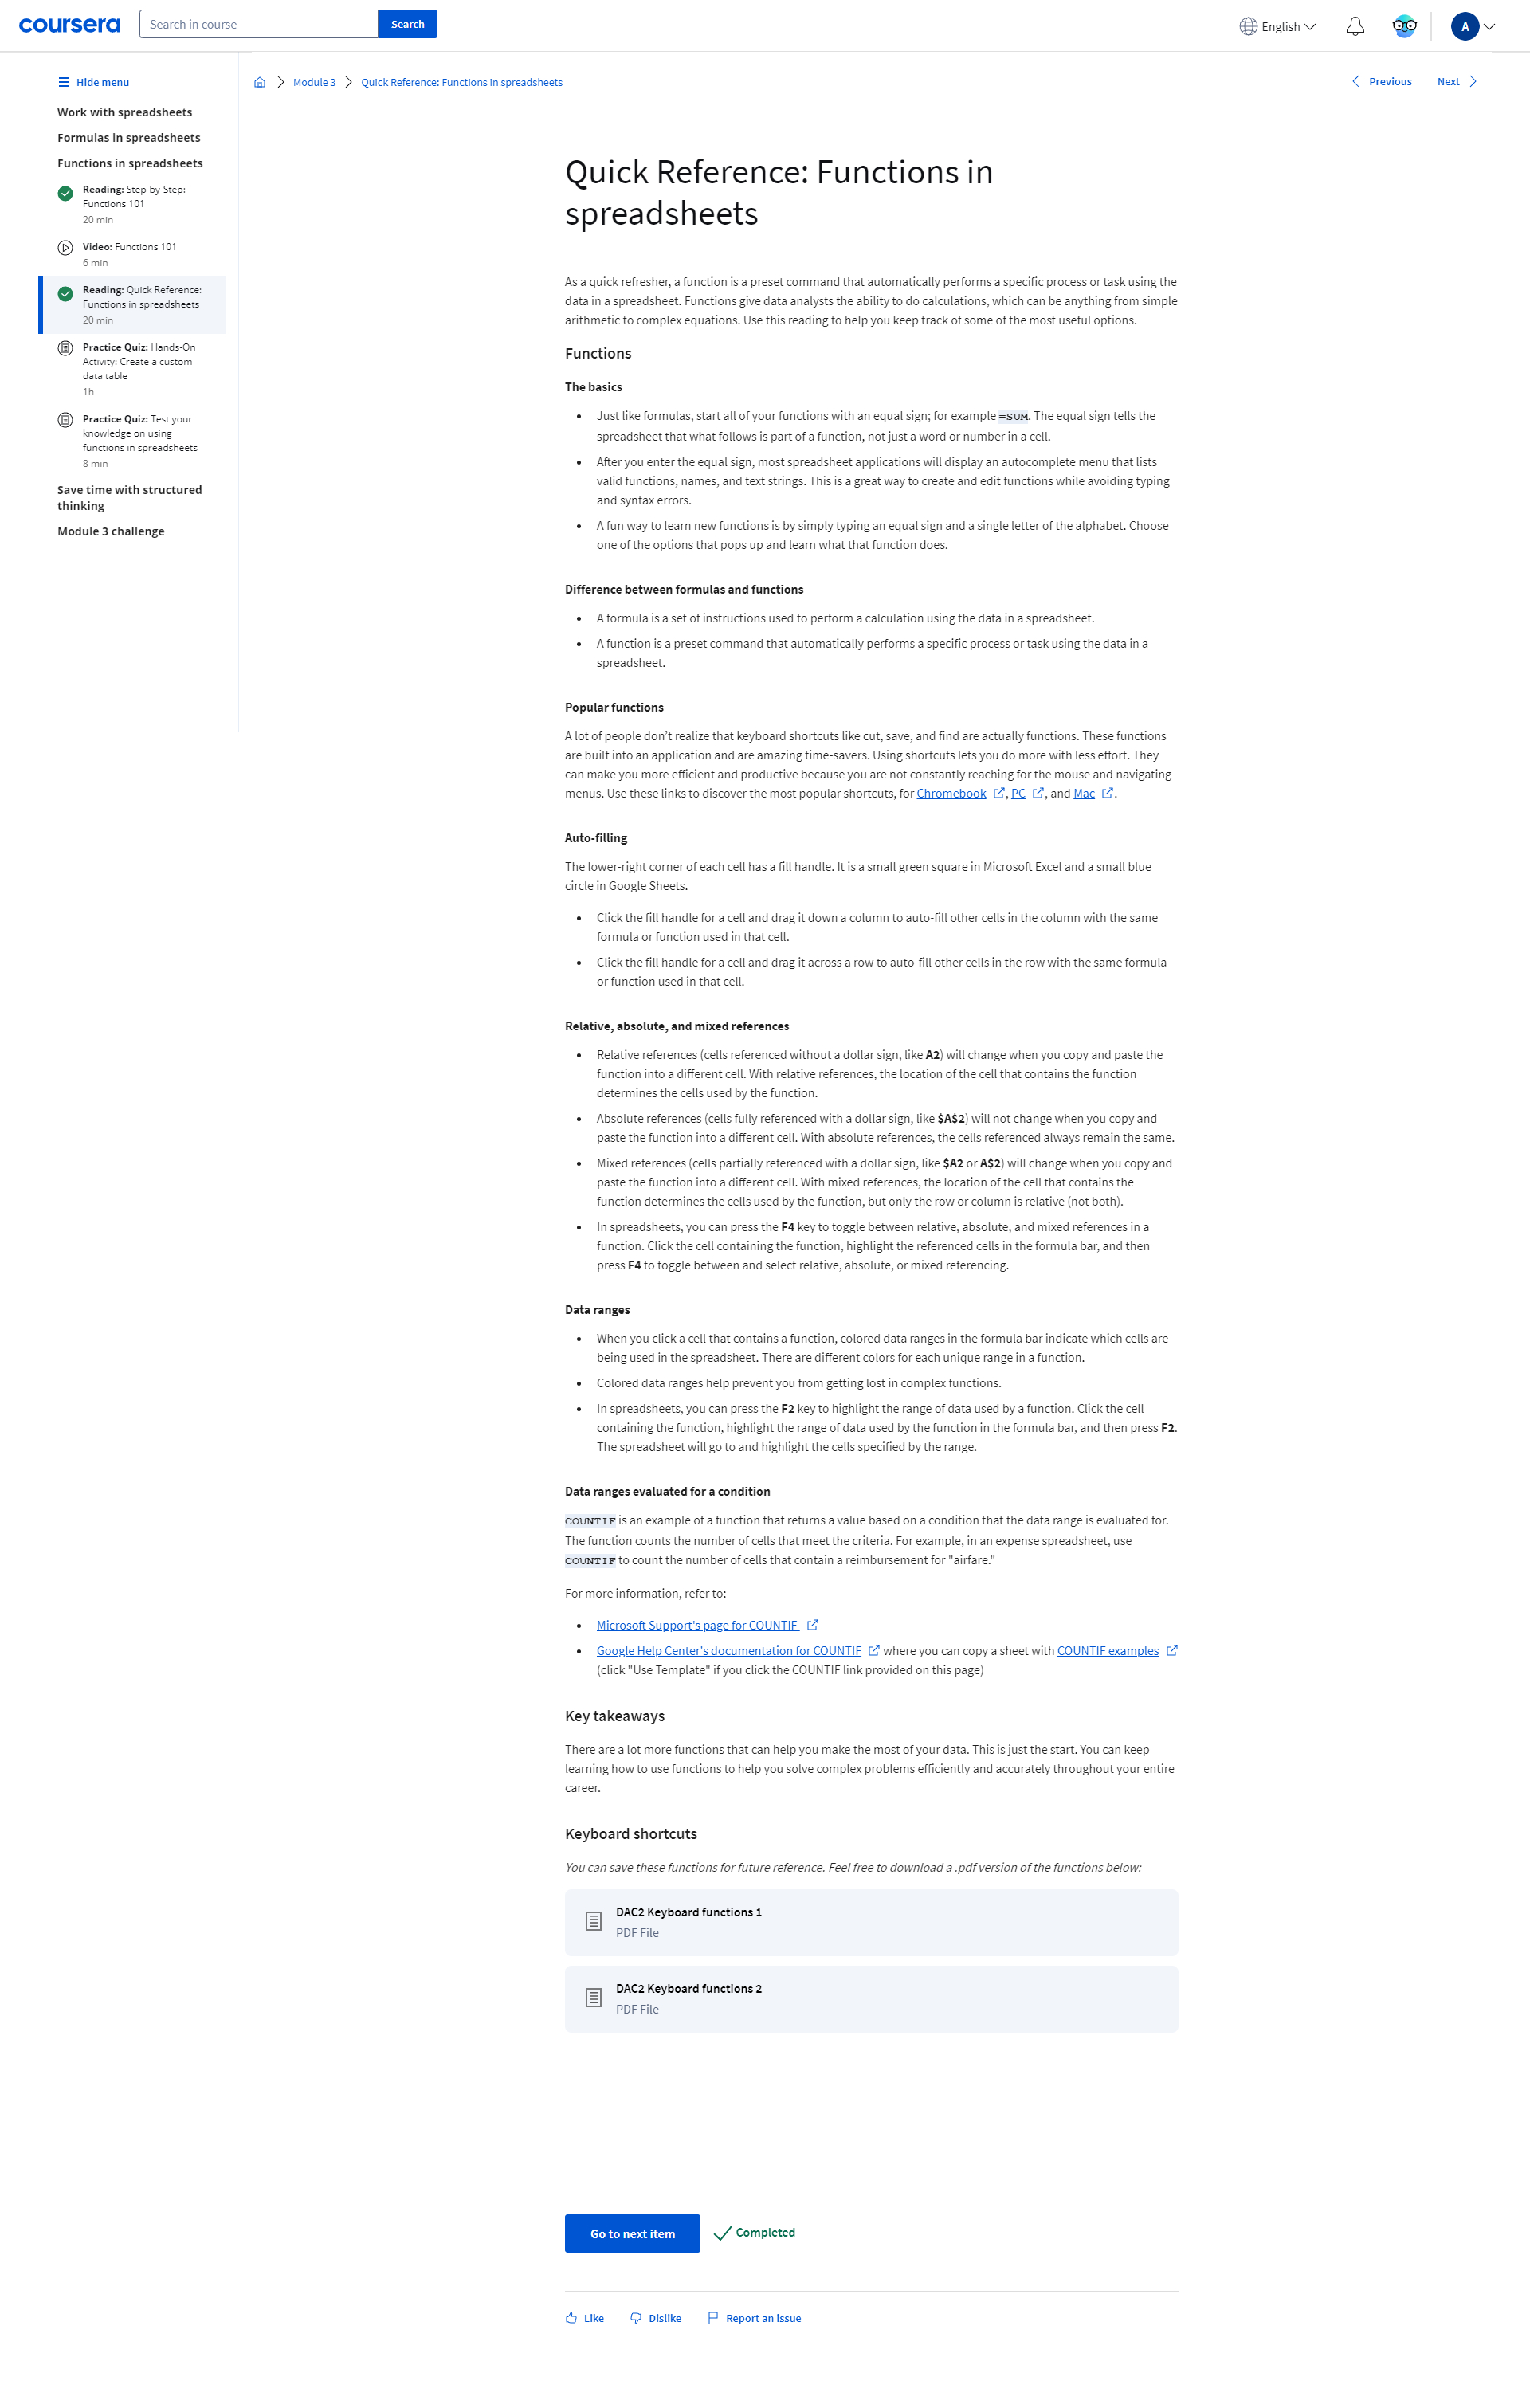 coursera
Search in course
Search
English
A
Hide menu
Work with spreadsheets
Formulas in spreadsheets
Functions in spreadsheets
Reading: Step-by-Step:
Functions 101
20 min
Video: Functions 101
6 min
Reading: Quick Reference:
Functions in spreadsheets
20 min
Practice Quiz: Hands-On
Activity: Create a custom
data table
1h
Practice Quiz: Test your
knowledge on using
functions in spreadsheets
8 min
Save time with structured
thinking
Module 3 challenge
Module 3
Quick Reference: Functions in spreadsheets
Previous
Next
Quick Reference: Functions in
spreadsheets
As a quick refresher, a function is a preset command that automatically performs a specific process or task using the
data in a spreadsheet. Functions give data analysts the ability to do calculations, which can be anything from simple
arithmetic to complex equations. Use this reading to help you keep track of some of the most useful options.
Functions
The basics
• Just like formulas, start all of your functions with an equal sign; for example =SUM. The equal sign tells the
spreadsheet that what follows is part of a function, not just a word or number in a cell.
• After you enter the equal sign, most spreadsheet applications will display an autocomplete menu that lists
valid functions, names, and text strings. This is a great way to create and edit functions while avoiding typing
and syntax errors.
• A fun way to learn new functions is by simply typing an equal sign and a single letter of the alphabet. Choose
one of the options that pops up and learn what that function does.
Difference between formulas and functions
• A formula is a set of instructions used to perform a calculation using the data in a spreadsheet.
• A function is a preset command that automatically performs a specific process or task using the data in a
spreadsheet.
Popular functions
A lot of people don't realize that keyboard shortcuts like cut, save, and find are actually functions. These functions
are built into an application and are amazing time-savers. Using shortcuts lets you do more with less effort. They
can make you more efficient and productive because you are not constantly reaching for the mouse and navigating
menus. Use these links to discover the most popular shortcuts, for Chromebook, PC, and Mac.
Auto-filling
The lower-right corner of each cell has a fill handle. It is a small green square in Microsoft Excel and a small blue
circle in Google Sheets.
• Click the fill handle for a cell and drag it down a column to auto-fill other cells in the column with the same
formula or function used in that cell.
• Click the fill handle for a cell and drag it across a row to auto-fill other cells in the row with the same formula
or function used in that cell.
Relative, absolute, and mixed references
• Relative references (cells referenced without a dollar sign, like A2) will change when you copy and paste the
function into a different cell. With relative references, the location of the cell that contains the function
determines the cells used by the function.
• Absolute references (cells fully referenced with a dollar sign, like $A$2) will not change when you copy and
paste the function into a different cell. With absolute references, the cells referenced always remain the same.
• Mixed references (cells partially referenced with a dollar sign, like $A2 or A$2) will change when you copy and
paste the function into a different cell. With mixed references, the location of the cell that contains the
function determines the cells used by the function, but only the row or column is relative (not both).
• In spreadsheets, you can press the F4 key to toggle between relative, absolute, and mixed references in a
function. Click the cell containing the function, highlight the referenced cells in the formula bar, and then
press F4 to toggle between and select relative, absolute, or mixed referencing.
Data ranges
• When you click a cell that contains a function, colored data ranges in the formula bar indicate which cells are
being used in the spreadsheet. There are different colors for each unique range in a function.
• Colored data ranges help prevent you from getting lost in complex functions.
• In spreadsheets, you can press the F2 key to highlight the range of data used by a function. Click the cell
containing the function, highlight the range of data used by the function in the formula bar, and then press F2.
The spreadsheet will go to and highlight the cells specified by the range.
Data ranges evaluated for a condition
COUNTIF is an example of a function that returns a value based on a condition that the data range is evaluated for.
The function counts the number of cells that meet the criteria. For example, in an expense spreadsheet, use
COUNTIF to count the number of cells that contain a reimbursement for "airfare."
For more information, refer to:
• Microsoft Support's page for COUNTIF
• Google Help Center's documentation for COUNTIF where you can copy a sheet with COUNTIF examples
(click "Use Template" if you click the COUNTIF link provided on this page)
Key takeaways
There are a lot more functions that can help you make the most of your data. This is just the start. You can keep
learning how to use functions to help you solve complex problems efficiently and accurately throughout your entire
career.
Keyboard shortcuts
You can save these functions for future reference. Feel free to download a .pdf version of the functions below:
DAC2 Keyboard functions 1
PDF File
DAC2 Keyboard functions 2
PDF File
Go to next item
Completed
Like
Dislike
Report an issue